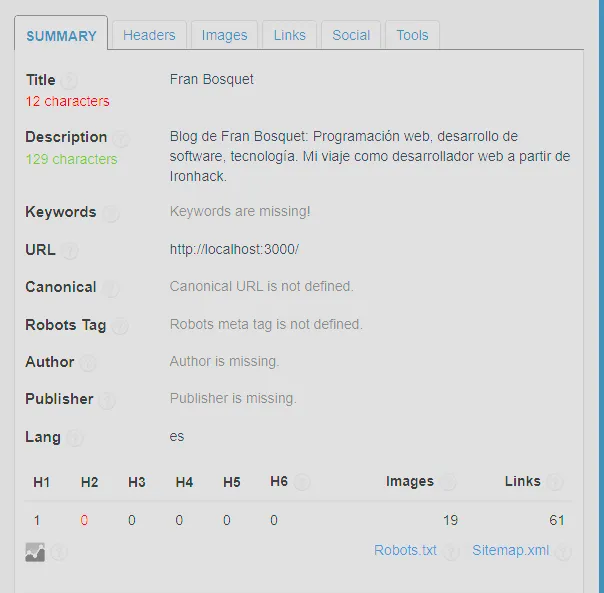 SUMMARY Headers Images Links Social Tools
Title Fran Bosquet
12 characters
Description Blog de Fran Bosquet: Programación web, desarrollo de
129 characters software, tecnología. Mi viaje como desarrollador web a partir de
Ironhack.
Keywords Keywords are missing!
URL http://localhost:3000/
Canonical Canonical URL is not defined.
Robots Tag Robots meta tag is not defined.
Author Author is missing.
Publisher Publisher is missing.
Lang es
H1 H2 H3 H4 H5 H6 Images Links
1 0 0 0 0 0 19 61
Robots.txt Sitemap.xml